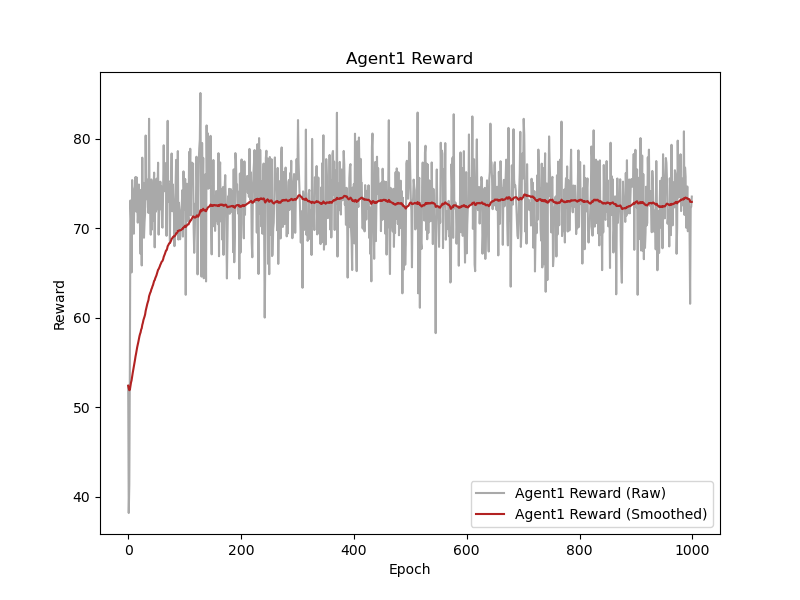 Agent1 Reward
80
70
60
50
40
Reward
0 200 400 600 800 1000
Epoch
Agent1 Reward (Raw)
Agent1 Reward (Smoothed)